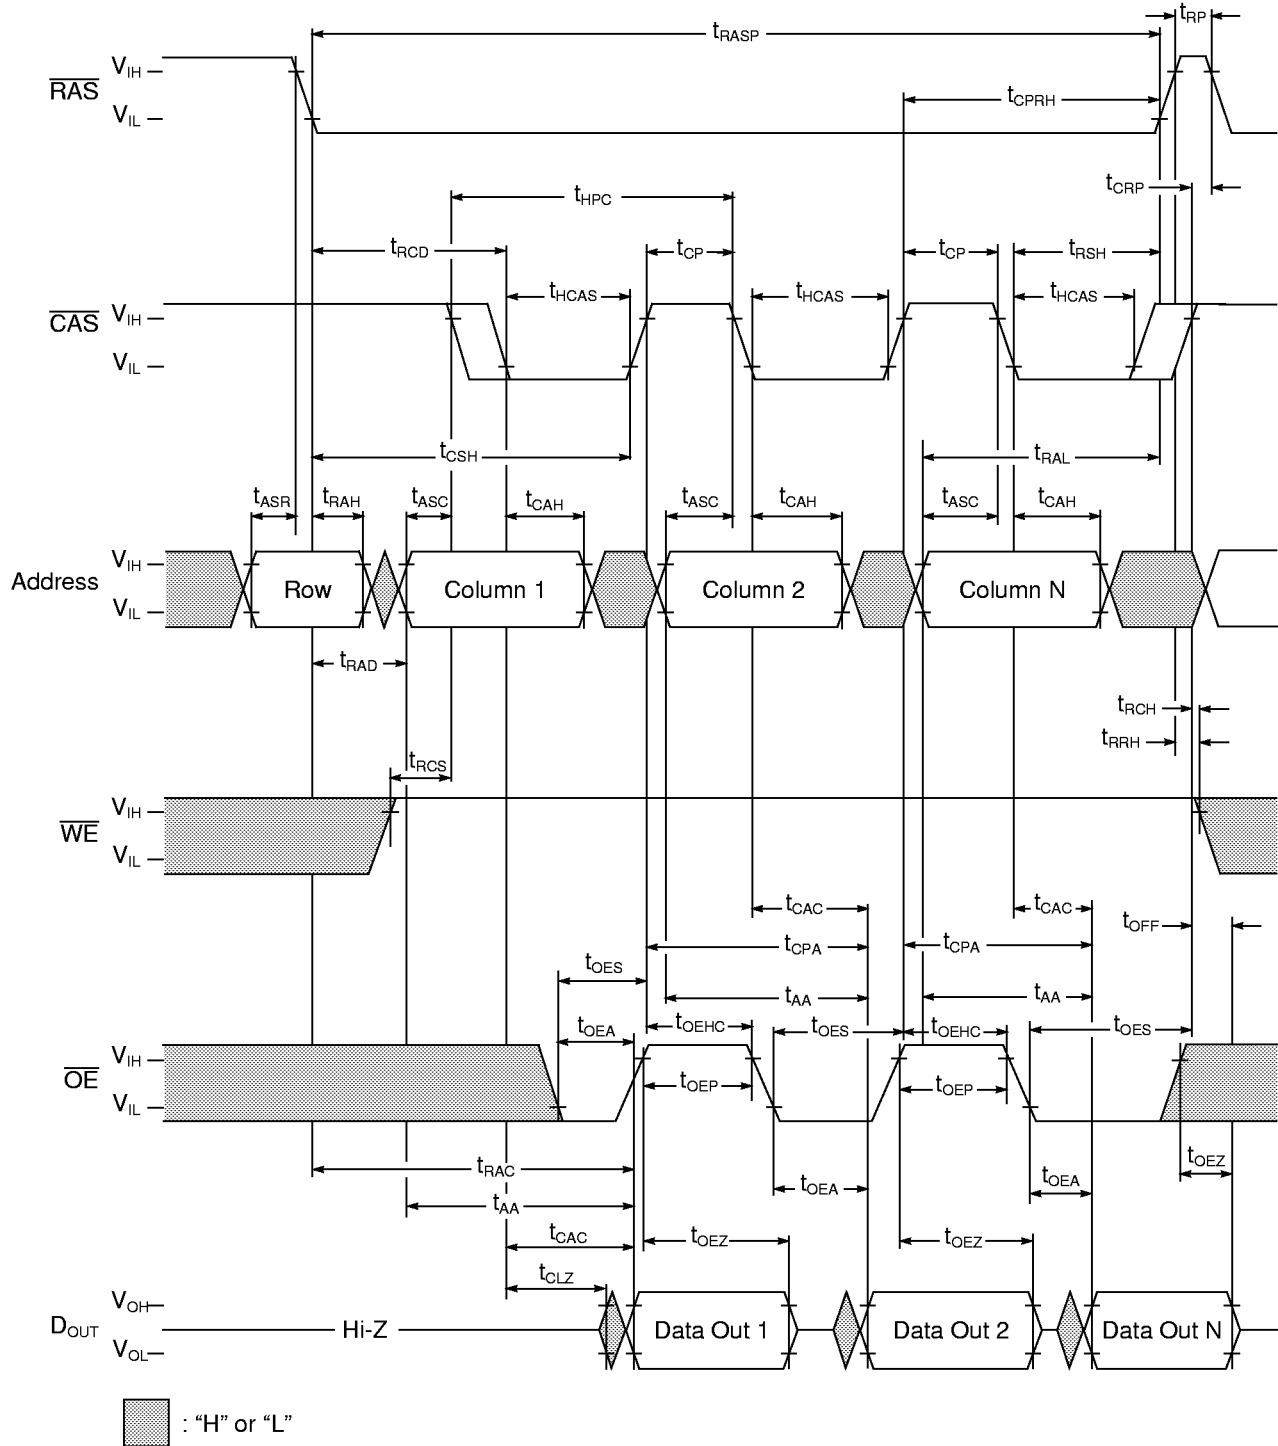 tRP
tRASP
VIH
RAS
VIL
tCPRH
tCRP
tHPC
tRCD
tCP
tCP
tRSH
tHCAS
tHCAS
tHCAS
VIH
CAS
VIL
tCSH
tRAL
tASR
tRAH
tASC
tCAH
tASC
tCAH
tASC
tCAH
VIH
Address
Row
Column 1
Column 2
Column N
VIL
tRAD
tRCH
tRRH
tRCS
VIH
WE
VIL
tCAC
tCAC
tOFF
tCPA
tCPA
tOES
tAA
tAA
tOEA
tOEHC
tOES
tOEHC
tOES
VIH
OE
VIL
tOEP
tOEP
tRAC
tOEA
tOEA
tOEZ
tAA
tCAC
tOEZ
tOEZ
tCLZ
VOH
DOUT
Hi-Z
Data Out 1
Data Out 2
Data Out N
VOL
: “H” or “L”